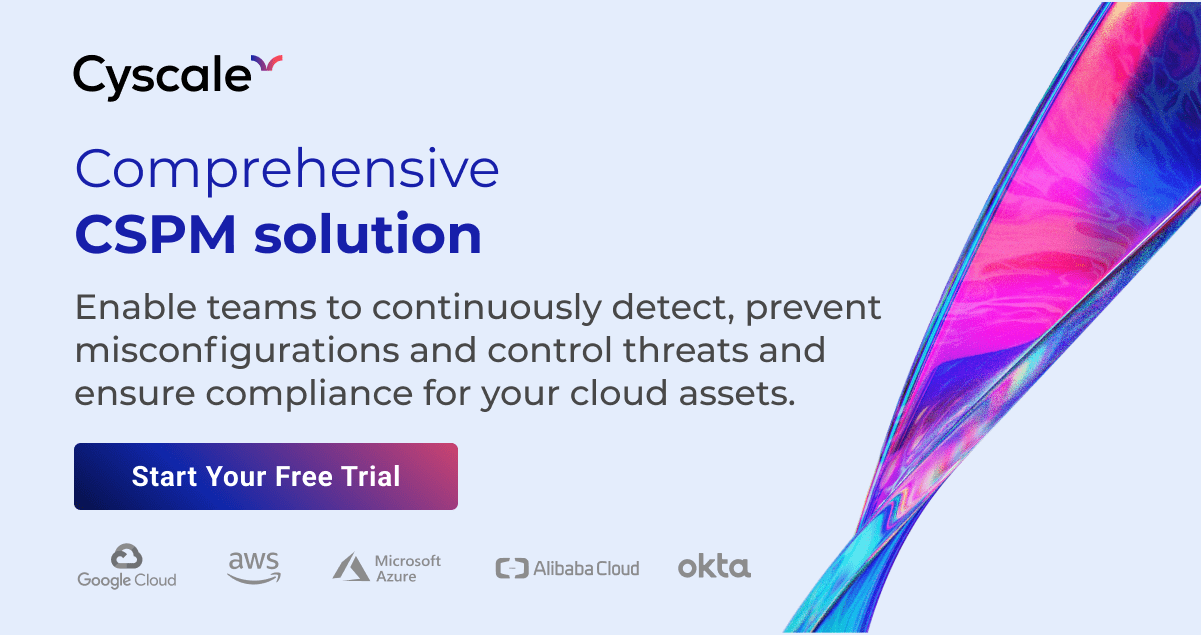 Cyscale
Comprehensive
CSPM solution
Enable teams to continuously detect, prevent
misconfigurations and control threats and
ensure compliance for your cloud assets.
Start Your Free Trial
Google Cloud
aws
Microsoft
Azure
Alibaba Cloud
okta